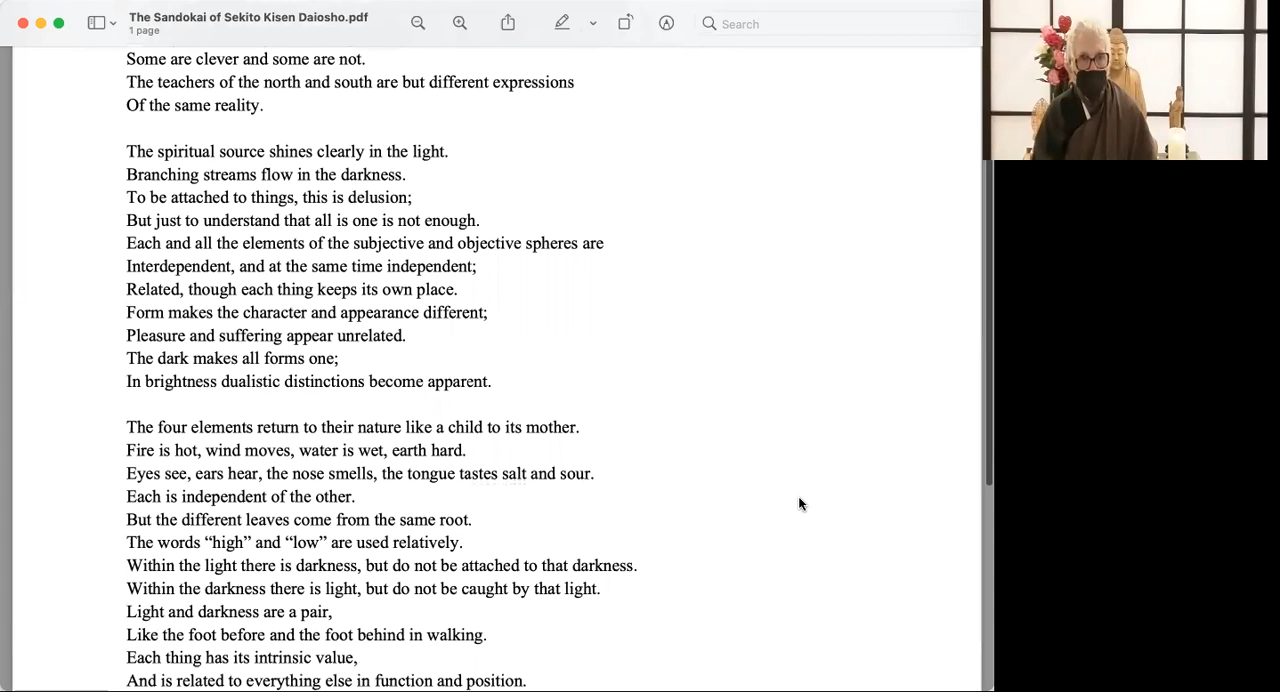 The Sandokai of Sekito Kisen Daiosho.pdf
1 page
Search
Some are clever and some are not.
The teachers of the north and south are but different expressions
Of the same reality.
The spiritual source shines clearly in the light.
Branching streams flow in the darkness.
To be attached to things, this is delusion;
But just to understand that all is one is not enough.
Each and all the elements of the subjective and objective spheres are
Interdependent, and at the same time independent;
Related, though each thing keeps its own place.
Form makes the character and appearance different;
Pleasure and suffering appear unrelated.
The dark makes all forms one;
In brightness dualistic distinctions become apparent.
The four elements return to their nature like a child to its mother.
Fire is hot, wind moves, water is wet, earth hard.
Eyes see, ears hear, the nose smells, the tongue tastes salt and sour.
Each is independent of the other.
But the different leaves come from the same root.
The words “high” and “low” are used relatively.
Within the light there is darkness, but do not be attached to that darkness.
Within the darkness there is light, but do not be caught by that light.
Light and darkness are a pair,
Like the foot before and the foot behind in walking.
Each thing has its intrinsic value,
And is related to everything else in function and position.